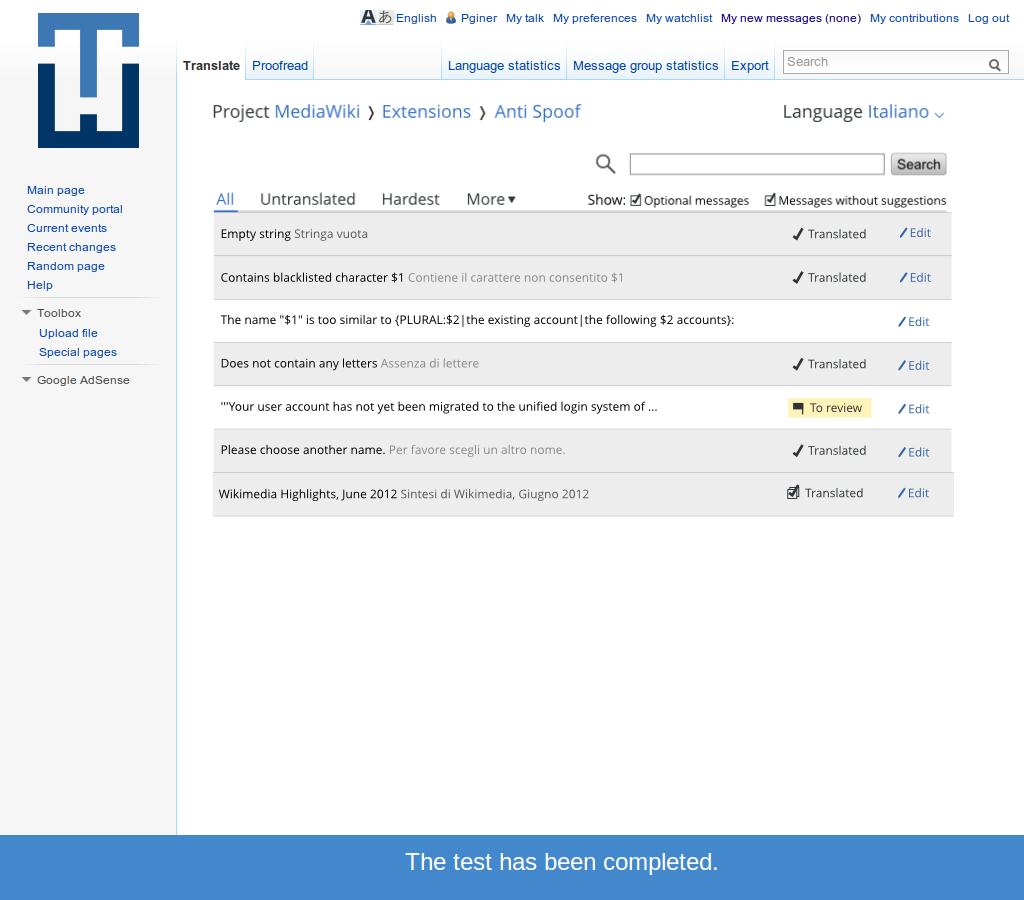 English Pginer My talk My preferences My watchlist My new messages (none) My contributions Log out
Translate Proofread Language statistics Message group statistics Export Search
Project MediaWiki ❭ Extensions ❭ Anti Spoof Language Italiano
Search
All Untranslated Hardest More▼ Show: Optional messages Messages without suggestions
Main page
Community portal
Current events
Recent changes
Random page
Help
Toolbox
Upload file
Special pages
Google AdSense
Empty string Stringa vuota Translated Edit
Contains blacklisted character $1 Contiene il carattere non consentito $1 Translated Edit
The name "$1" is too similar to {PLURAL:$2|the existing account|the following $2 accounts}: Edit
Does not contain any letters Assenza di lettere Translated Edit
'''Your user account has not yet been migrated to the unified login system of ... To review Edit
Please choose another name. Per favore scegli un altro nome. Translated Edit
Wikimedia Highlights, June 2012 Sintesi di Wikimedia, Giugno 2012 Translated Edit
The test has been completed.